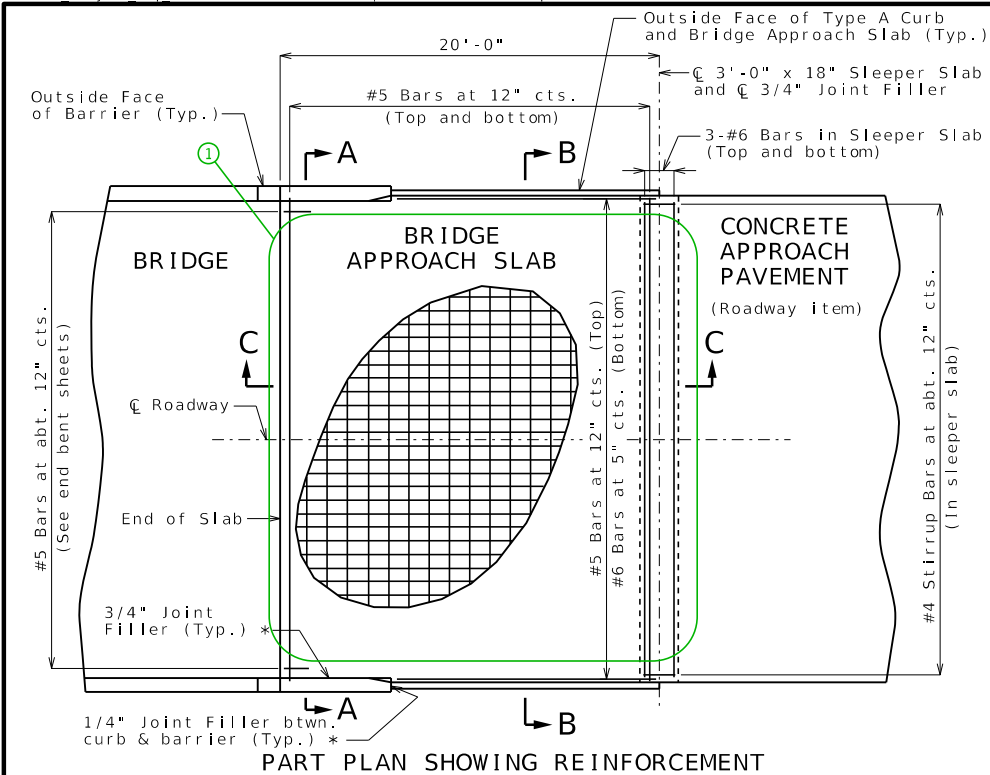 Outside Face of Type A Curb
and Bridge Approach Slab (Typ.)
20'-0"
℄ 3'-0" x 18" Sleeper Slab
and ℄ 3/4" Joint Filler
Outside Face
of Barrier (Typ.)
#5 Bars at 12" cts.
(Top and bottom)
3-#6 Bars in Sleeper Slab
(Top and bottom)
1
A
B
BRIDGE
BRIDGE
APPROACH SLAB
CONCRETE
APPROACH
PAVEMENT
(Roadway item)
C
C
℄ Roadway
End of Slab
#5 Bars at abt. 12" cts.
(See end bent sheets)
#5 Bars at 12" cts. (Top)
#6 Bars at 5" cts. (Bottom)
#4 Stirrup Bars at abt. 12" cts.
(In sleeper slab)
3/4" Joint
Filler (Typ.) *
A
B
1/4" Joint Filler btwn.
curb & barrier (Typ.) *
PART PLAN SHOWING REINFORCEMENT